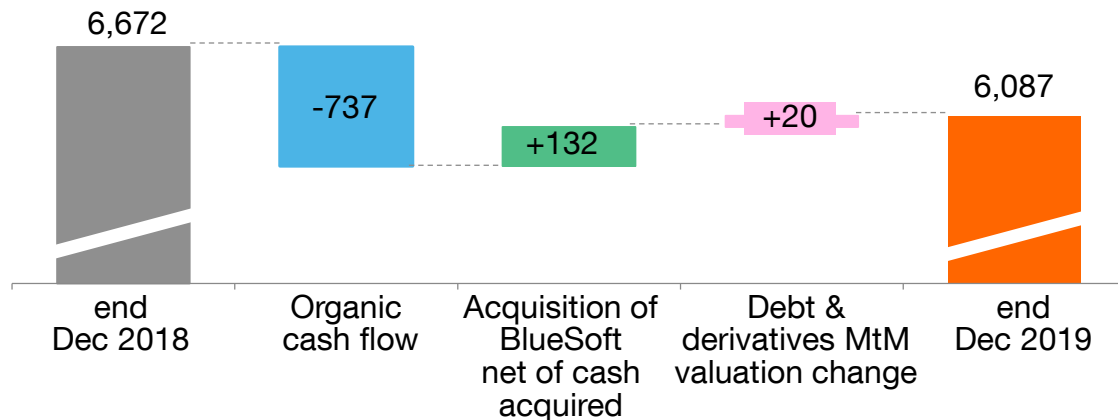 6,672
-737
+132
+20
6,087
end
Dec 2018
Organic
cash flow
Acquisition of
BlueSoft
net of cash
acquired
Debt &
derivatives MtM
valuation change
end
Dec 2019